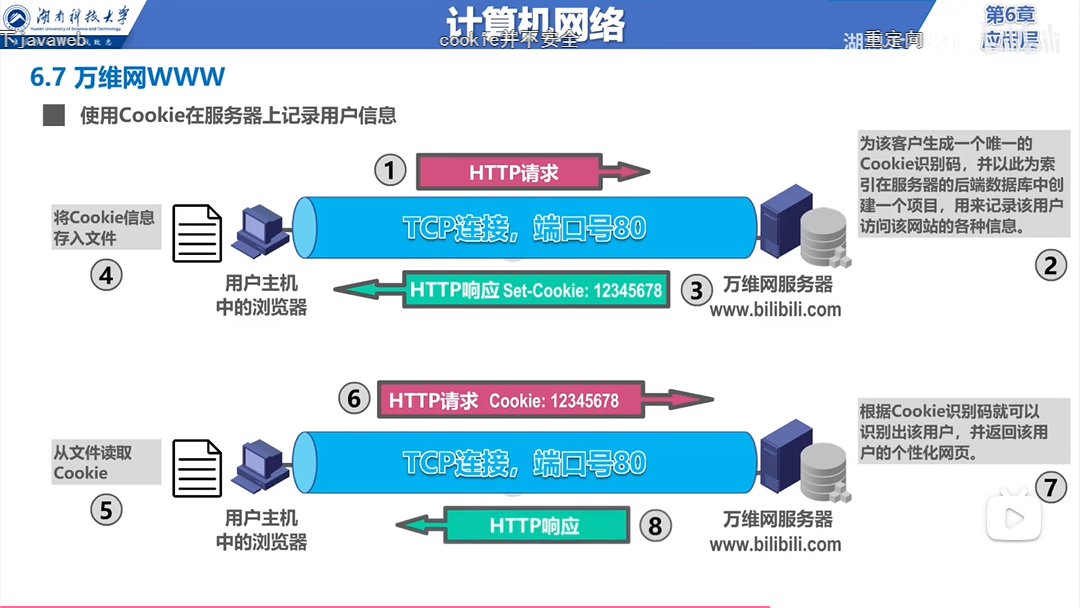 湖南科技大学
Hunan University of Science and Technology
计算机网络
第6章
应用层
下javaweb
cookie并不安全
重定向
bilibili
6.7 万维网WWW
使用Cookie在服务器上记录用户信息
① HTTP请求
为该客户生成一个唯一的
Cookie识别码，并以此为索
引在服务器的后端数据库中创
建一个项目，用来记录该用户
访问该网站的各种信息。
②
将Cookie信息
存入文件
④
TCP连接，端口号80
HTTP响应 Set-Cookie: 12345678 ③
用户主机
中的浏览器
万维网服务器
www.bilibili.com
⑥ HTTP请求 Cookie: 12345678
根据Cookie识别码就可以
识别出该用户，并返回该用
户的个性化网页。
⑦
从文件读取
Cookie
⑤
TCP连接，端口号80
HTTP响应 ⑧
用户主机
中的浏览器
万维网服务器
www.bilibili.com